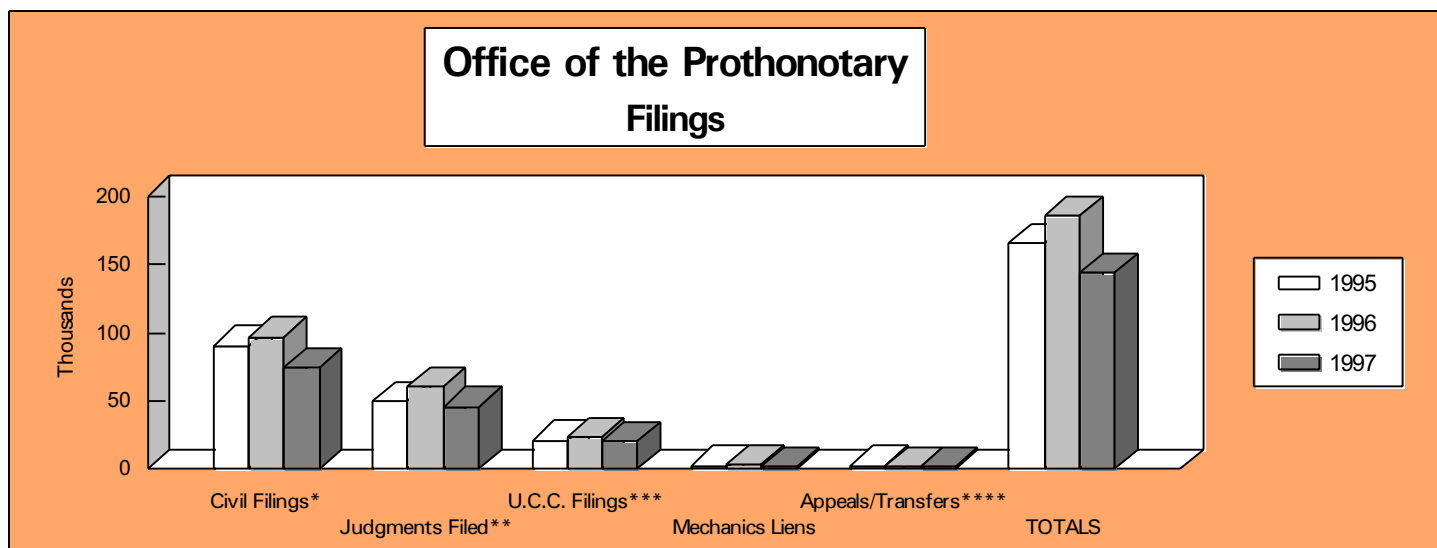 Office of the Prothonotary
Filings
200
150
100
50
0
Thousands
Civil Filings*
Judgments Filed**
U.C.C. Filings***
Mechanics Liens
Appeals/Transfers****
TOTALS
1995
1996
1997